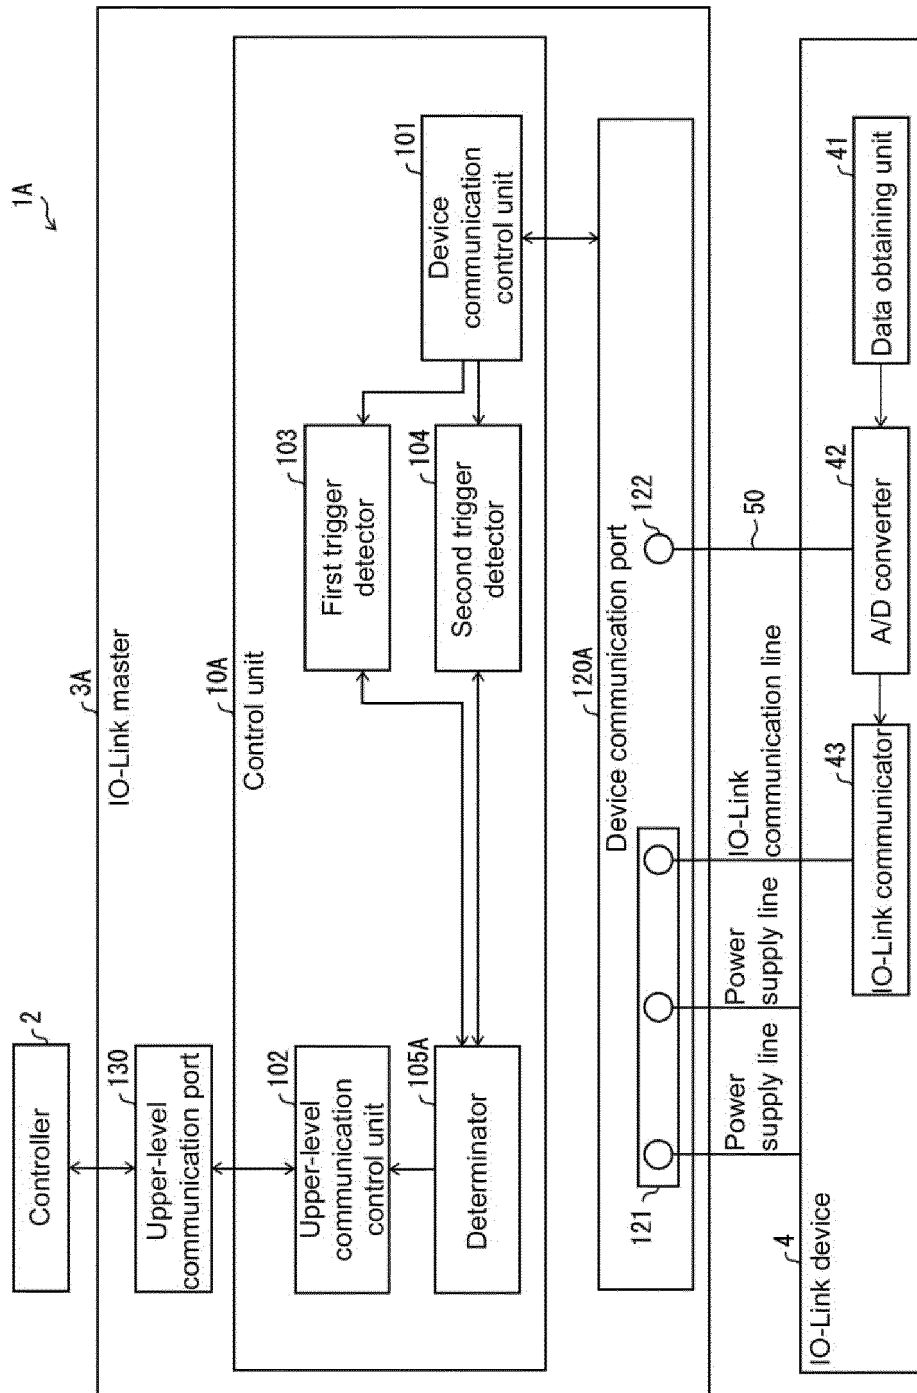 1A
Controller
2
3A
IO-Link master
130
Upper-level
communication port
10A
Control unit
102
Upper-level
communication
control unit
105A
Determinator
103
First trigger
detector
104
Second trigger
detector
101
Device
communication
control unit
120A
Device communication port
121
122
Power
supply line
Power
supply line
IO-Link
communication line
50
4
IO-Link device
43
IO-Link communicator
42
A/D converter
41
Data obtaining unit